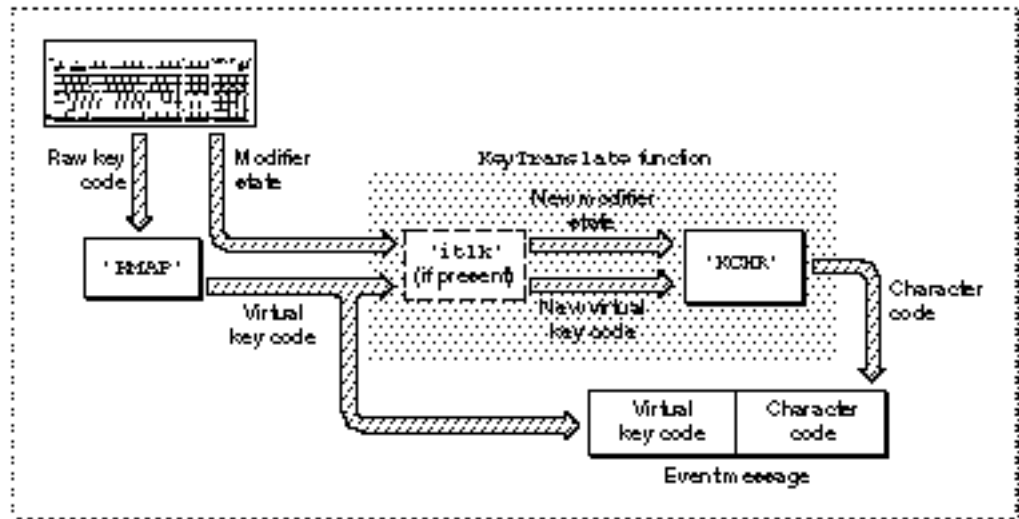 Raw key
code
Modifier
state
KeyTranslate function
New modifier
state
'KMAP'
'itlk'
(if present)
'KCHR'
Virtual
key code
New virtual
key code
Character
code
Virtual
key code
Character
code
Event message